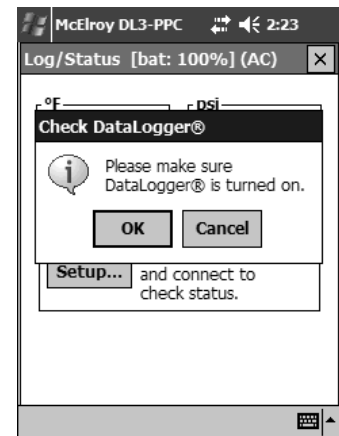 McElroy DL3-PPC 2:23
Log/Status [bat: 100%] (AC)
°F psi
Check DataLogger®
Please make sure
DataLogger® is turned on.
OK Cancel
Setup... and connect to
check status.